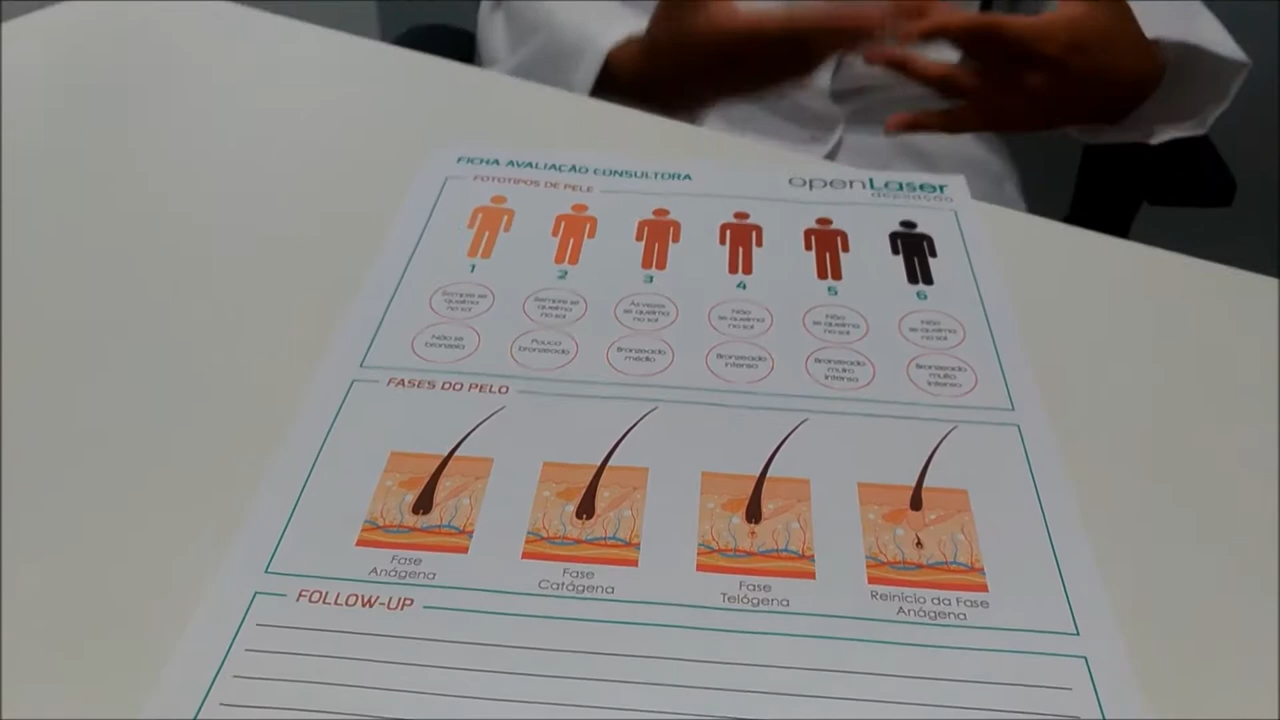 FICHA AVALIAÇÃO CONSULTORA
openLaser
depilação
FOTOTIPOS DE PELE
1
2
3
4
5
6
Sempre se
queima
no sol
Sempre se
queima
no sol
Às vezes
se queima
no sol
Não
se queima
no sol
Não
se queima
no sol
Não
se queima
no sol
Não se
bronzeia
Pouco
bronzeado
Bronzeado
médio
Bronzeado
intenso
Bronzeado
muito
intenso
Bronzeado
muito
intenso
FASES DO PELO
Fase
Anágena
Fase
Catágena
Fase
Telógena
Reinício da Fase
Anágena
FOLLOW-UP